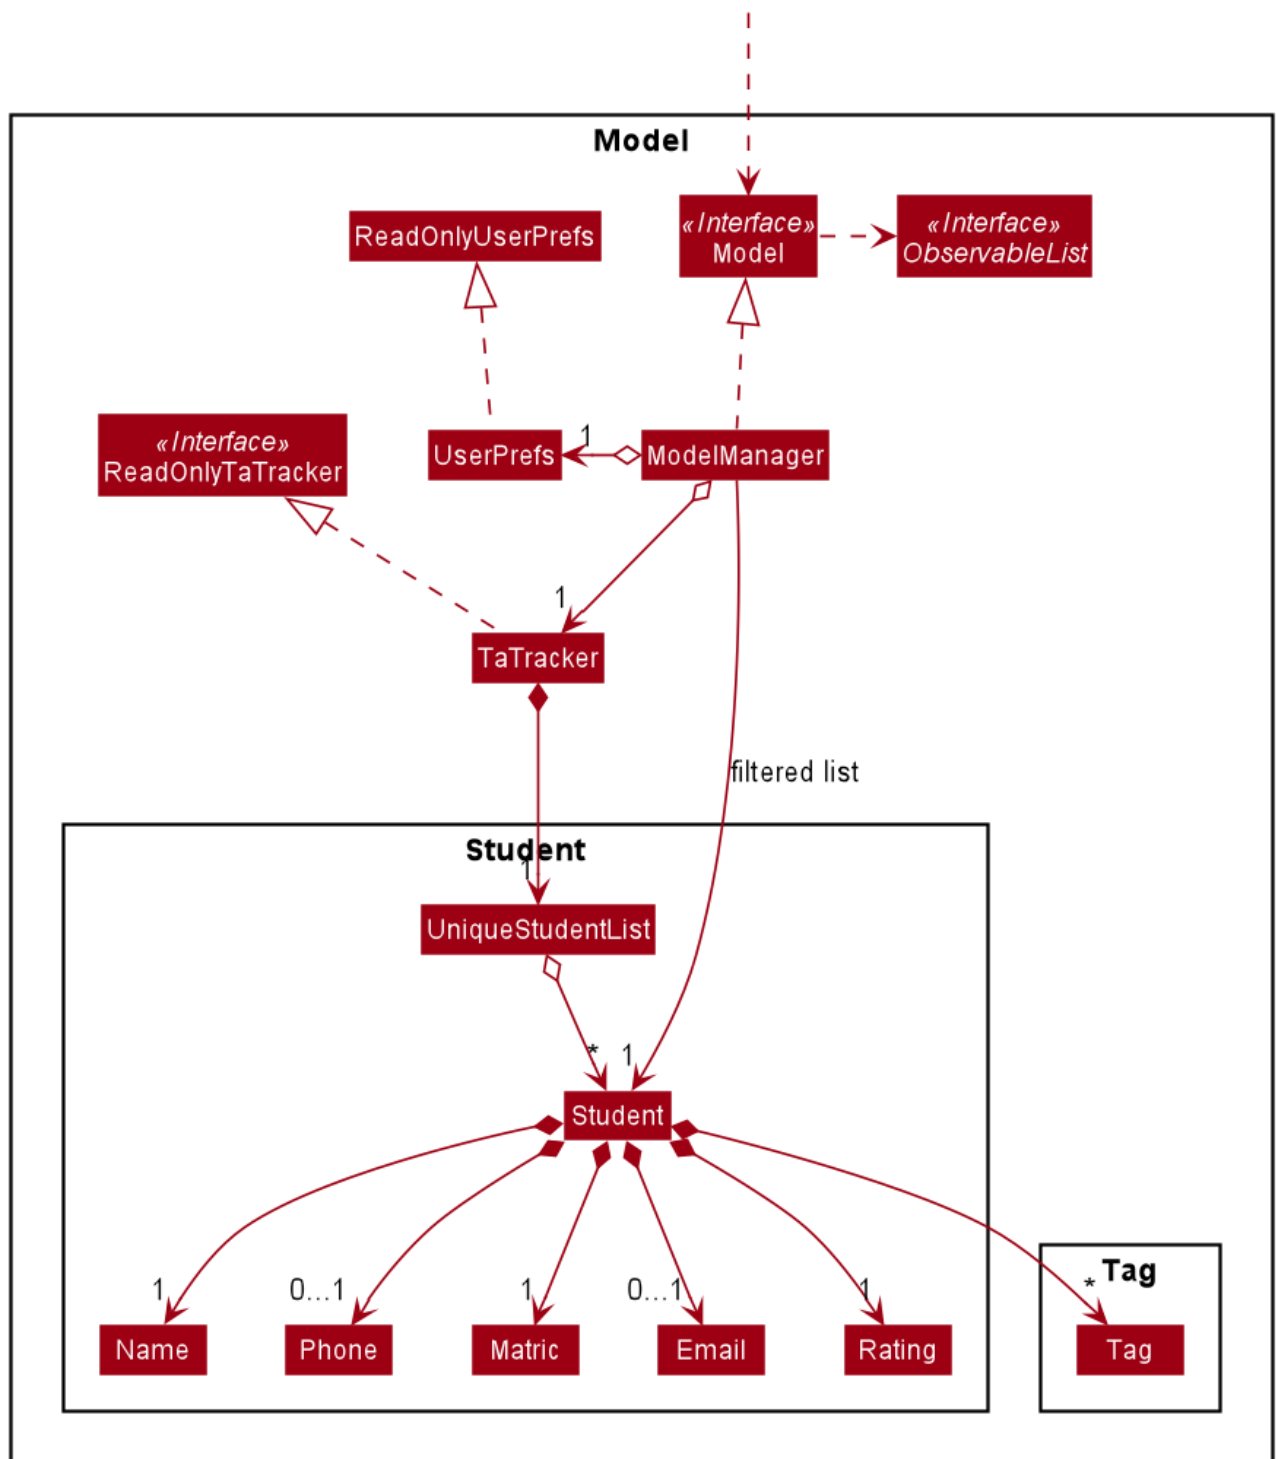 Model
«Interface»
Model
«Interface»
ObservableList
ReadOnlyUserPrefs
«Interface»
ReadOnlyTaTracker
UserPrefs
1
ModelManager
1
TaTracker
filtered list
Student
1
UniqueStudentList
*
1
Student
1
0...1
1
0...1
1
*
Name
Phone
Matric
Email
Rating
Tag
Tag